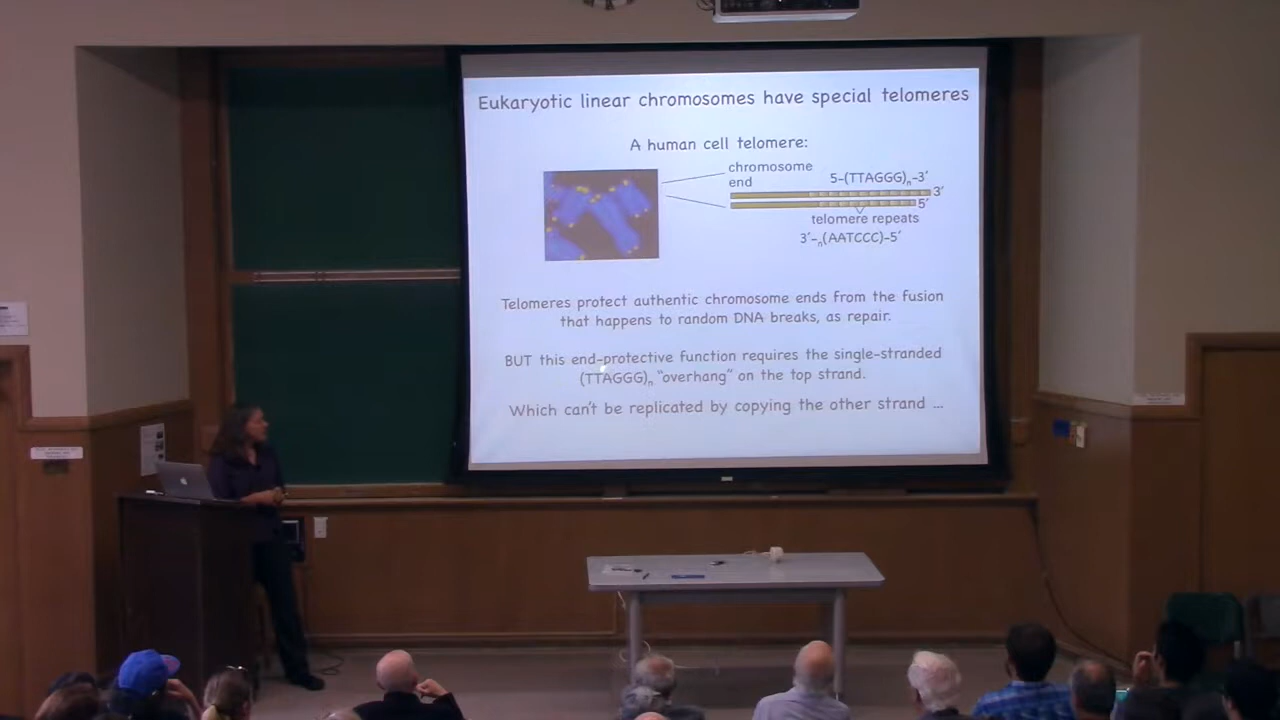 Eukaryotic linear chromosomes have special telomeres
A human cell telomere:
chromosome
end
5-(TTAGGG)n-3'
3'
5'
telomere repeats
3'-n(AATCCC)-5'
Telomeres protect authentic chromosome ends from the fusion
that happens to random DNA breaks, as repair.
BUT this end-protective function requires the single-stranded
(TTAGGG)n "overhang" on the top strand.
Which can't be replicated by copying the other strand ...